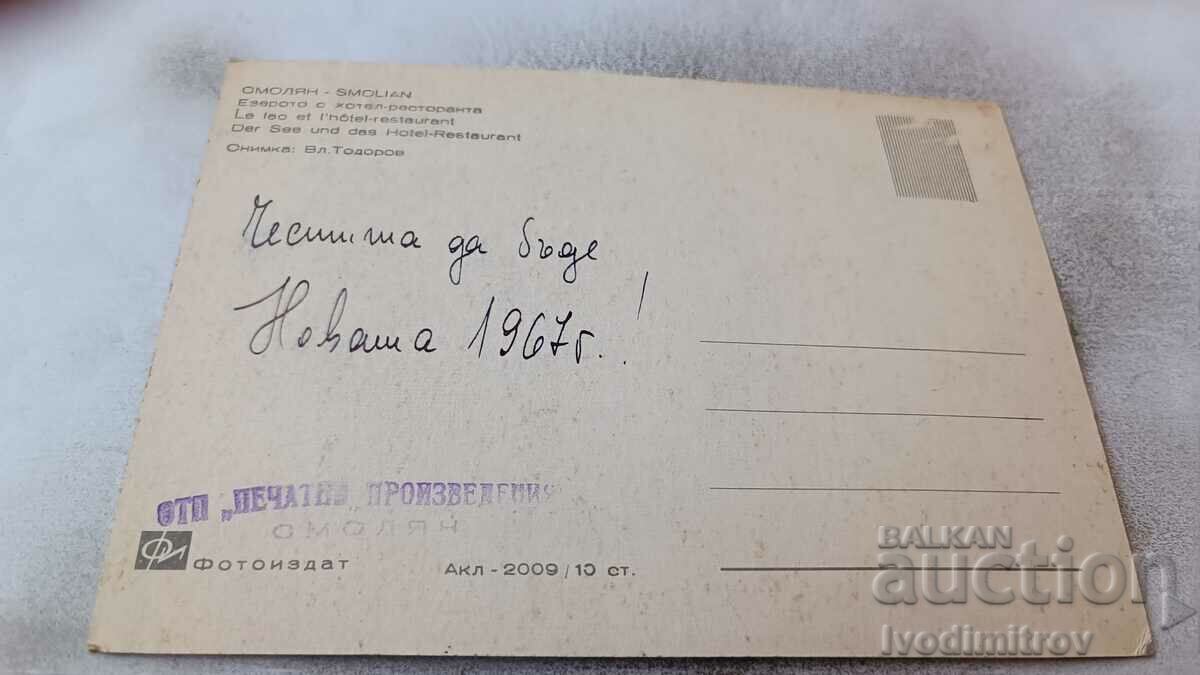 СМОЛЯН - SMOLIAN
Езерото с хотел-ресторанта
Le lac et l'hôtel-restaurant
Der See und das Hotel-Restaurant
Снимка: Вл. Тодоров
Честита да бъде
Новата 1967г.!
ОТП „ПЕЧАТНИ ПРОИЗВЕДЕНИЯ
СМОЛЯН
ФОТОИЗДАТ
Акл - 2009/10 ст.
BALKAN
auction
Ivodimitrov